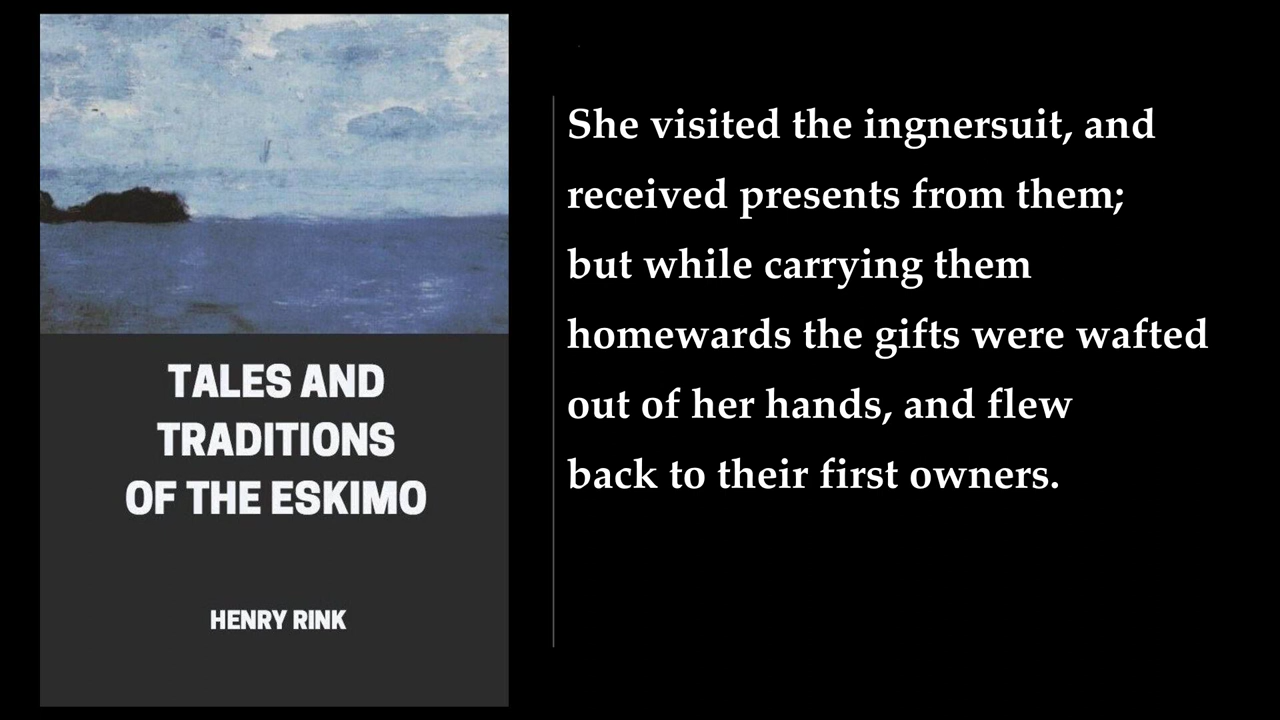 TALES AND
TRADITIONS
OF THE ESKIMO
HENRY RINK
She visited the ingnersuit, and
received presents from them;
but while carrying them
homewards the gifts were wafted
out of her hands, and flew
back to their first owners.